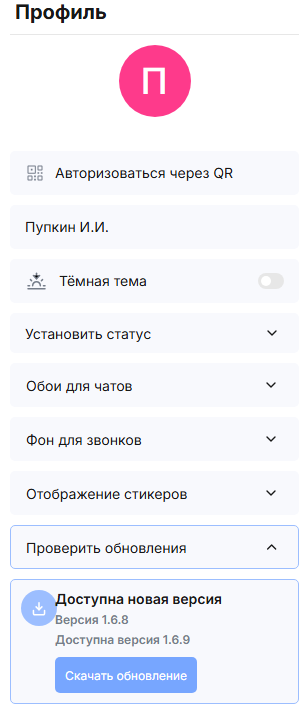 Профиль
П
Авторизоваться через QR
Пупкин И.И.
Тёмная тема
Установить статус
Обои для чатов
Фон для звонков
Отображение стикеров
Проверить обновления
Доступна новая версия
Версия 1.6.8
Доступна версия 1.6.9
Скачать обновление